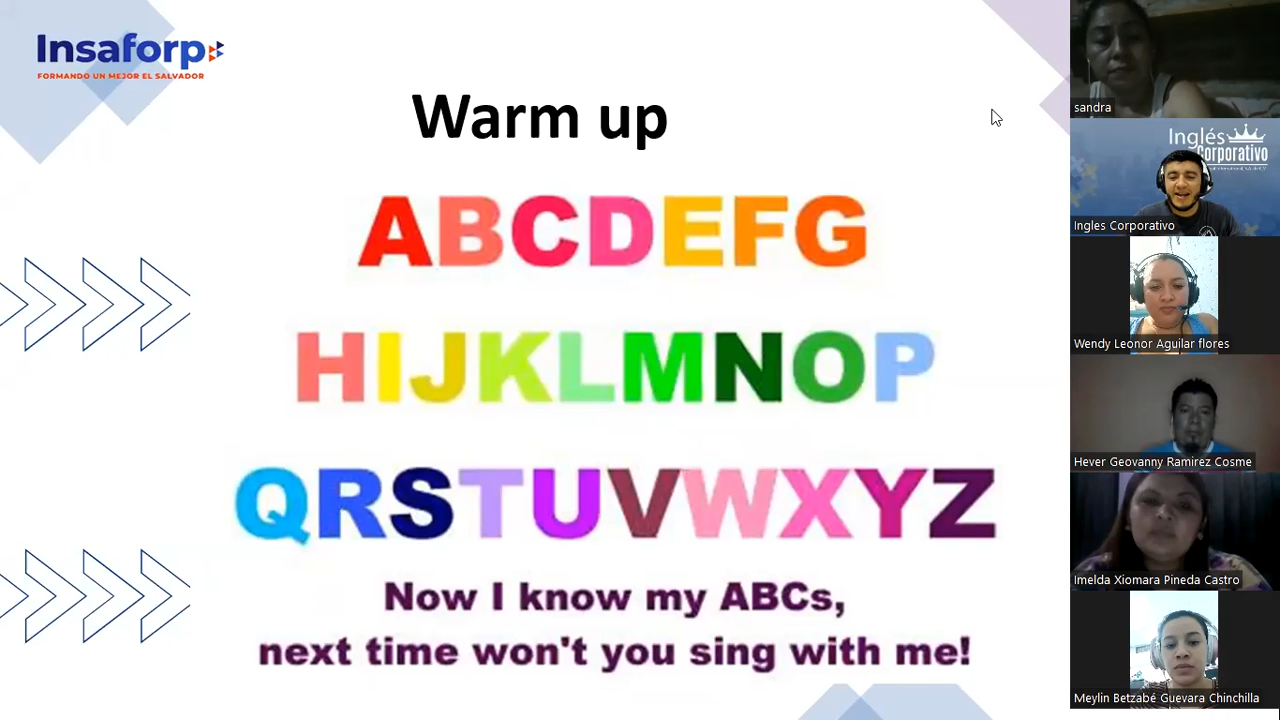 Insaforp
FORMANDO UN MEJOR EL SALVADOR
Warm up
ABCDEFG
HIJKLMNOP
QRSTUVWXYZ
Now I know my ABCs,
next time won't you sing with me!
sandra
Inglés
Corporativo
Ingles Corporativo
Wendy Leonor Aguilar flores
Hever Geovanny Ramirez Cosme
Imelda Xiomara Pineda Castro
Meylin Betzabé Guevara Chinchilla